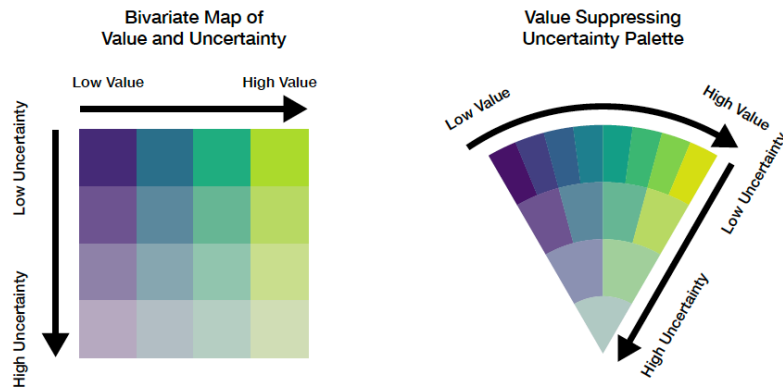 Bivariate Map of
Value and Uncertainty
Low Value
High Value
Low Uncertainty
High Uncertainty
Value Suppressing
Uncertainty Palette
Low Value
High Value
Low Uncertainty
High Uncertainty